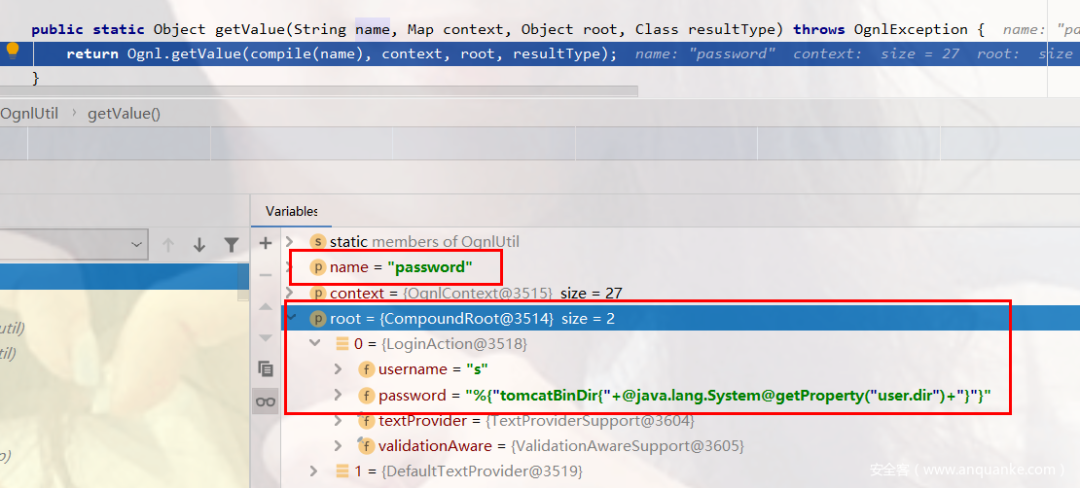 public static Object getValue(String name, Map context, Object root, Class resultType) throws OgnlException {  name: "pa
return Ognl.getValue(compile(name), context, root, resultType);  name: "password"  context:  size = 27  root:  size
}
OgnlUtil > getValue()
Variables
static members of OgnlUtil
name = "password"
context = {OgnlContext@3515}  size = 27
root = {CompoundRoot@3514}  size = 2
util)
0 = {LoginAction@3518}
til)
username = "s"
password = "%{"tomcatBinDir{"+@java.lang.System@getProperty("user.dir")+"}"}"
textProvider = {TextProviderSupport@3604}
validationAware = {ValidationAwareSupport@3605}
o)
1 = {DefaultTextProvider@3519}
安全客（www.anquanke.com）